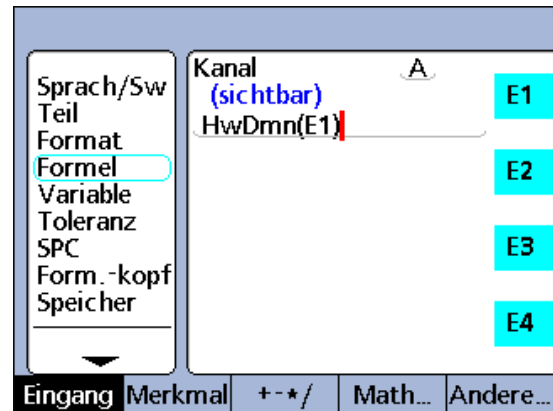 Sprach/Sw
Teil
Format
Formel
Variable
Toleranz
SPC
Form.-kopf
Speicher
Kanal A
(sichtbar)
HwDmn(E1)
E1
E2
E3
E4
Eingang Merkmal +-*/ Math... Andere...